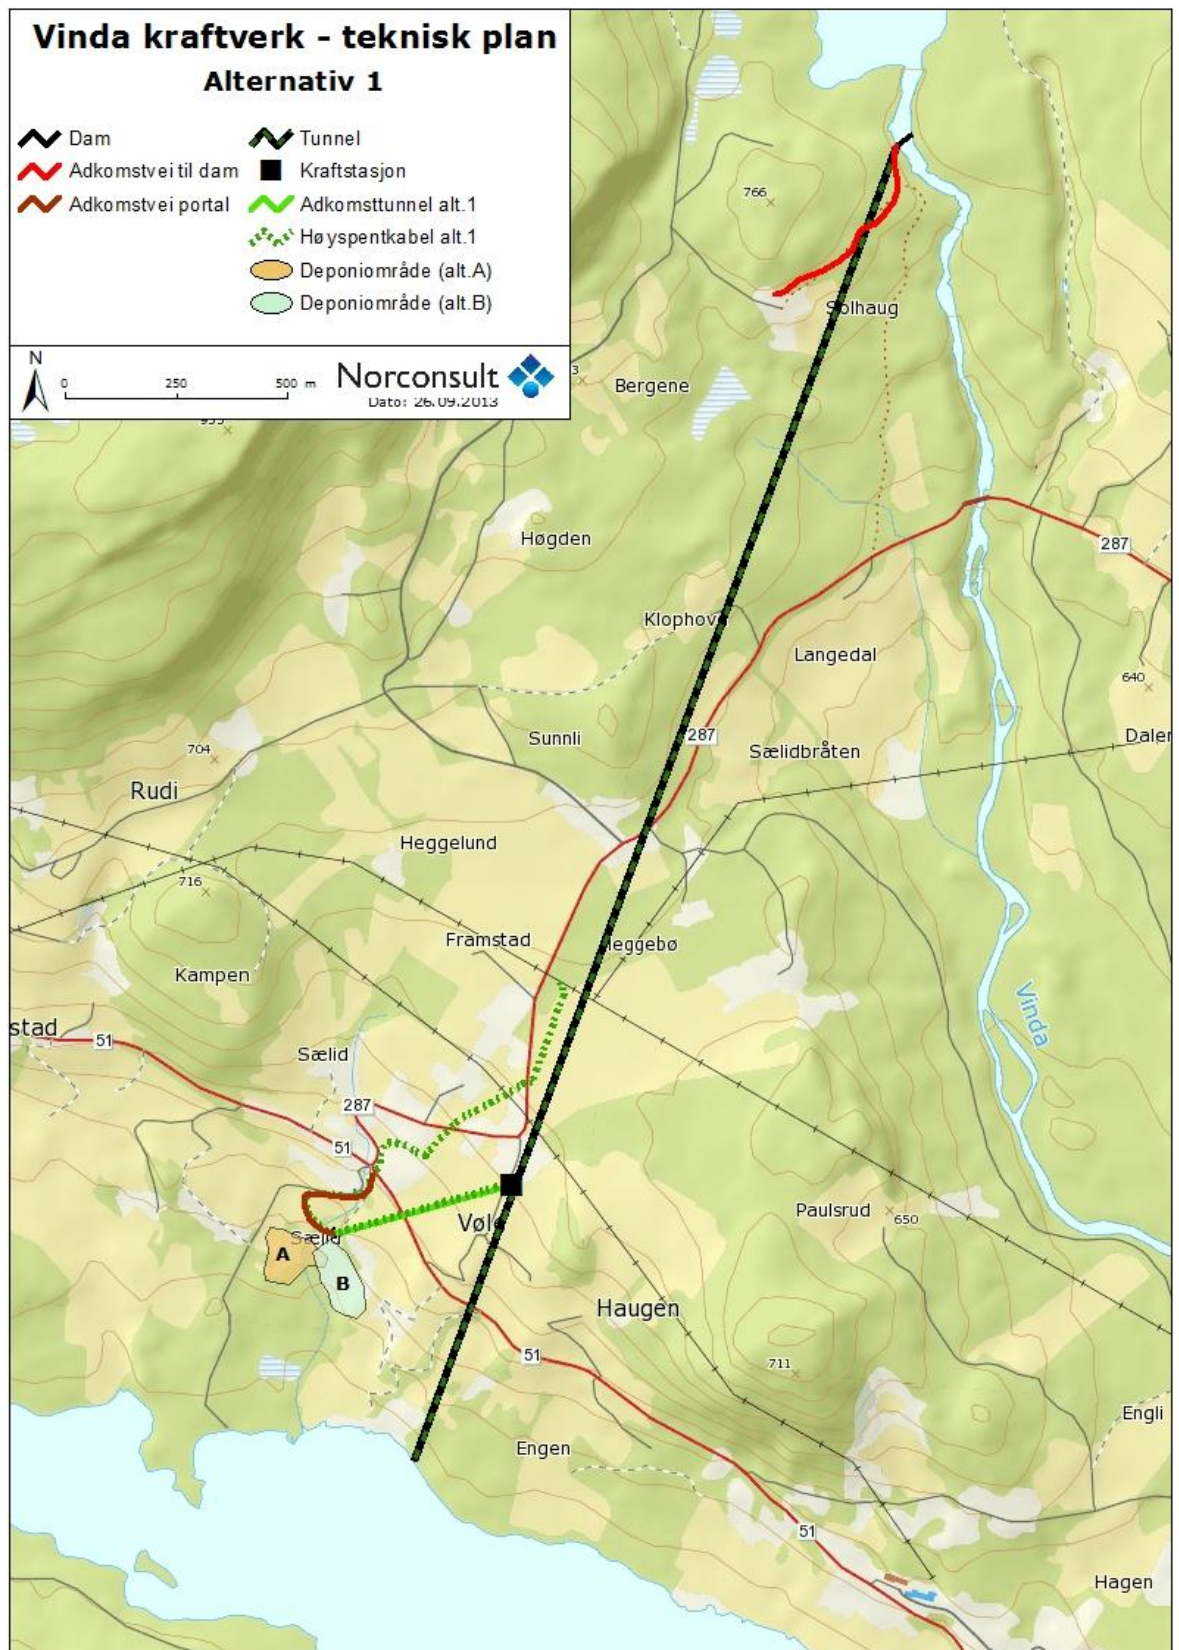 Vinda kraftverk - teknisk plan
Alternativ 1
Dam
Adkomstvei til dam
Adkomstvei portal
Tunnel
Kraftstasjon
Adkomsttunnel alt.1
Høyspentkabel alt.1
Deponiområde (alt.A)
Deponiområde (alt.B)
N
0 250 500 m
Norconsult
Dato: 26.09.2013
766
Solhaug
3
Bergene
Høgden
287
Klophov
Langedal
640
287
Sunnli
Sælidbråten
Daler
704
Rudi
Heggelund
716
Framstad
Heggebø
Kampen
Vinda
stad
51
Sælid
287
51
Paulsrud
650
Vøle
Sælid
A
B
Haugen
51
711
Engli
Engen
51
Hagen